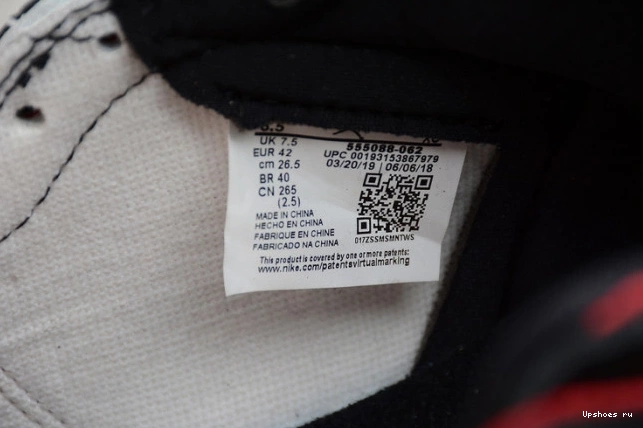 UK 7.5
EUR 42
cm 26.5
BR 40
CN 265
(2.5)
555088-062
UPC 00193153867979
03/20/19 | 06/06/18
017ZSSMSMNTWS
MADE IN CHINA
HECHO EN CHINA
FABRIQUE EN CHINE
FABRICADO NA CHINA
This product is covered by one or more patents:
www.nike.com/patentsvirtualmarking
Upshoes ru